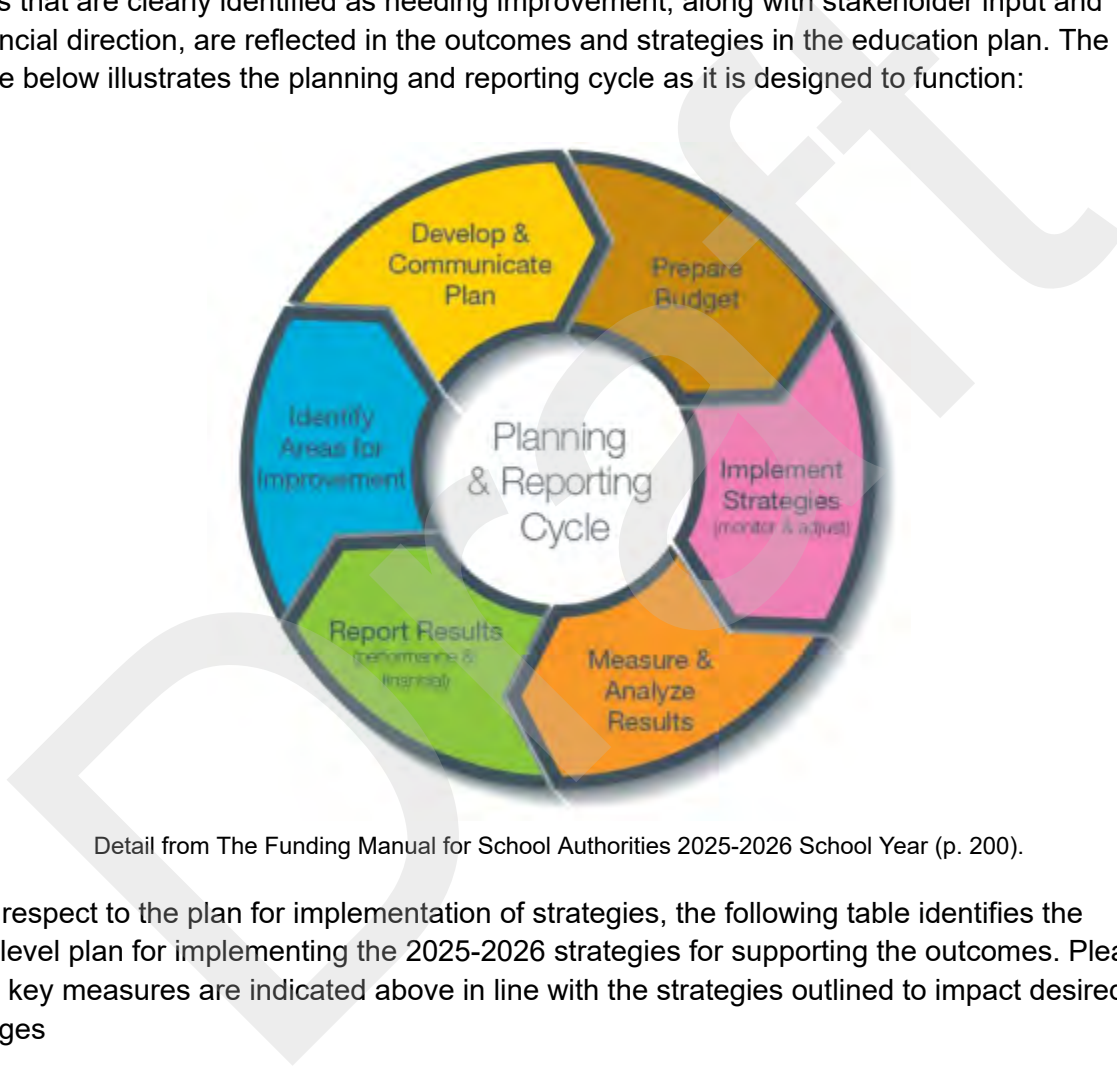 s that are clearly identified as needing improvement, along with stakeholder input and
ncial direction, are reflected in the outcomes and strategies in the education plan. The
e below illustrates the planning and reporting cycle as it is designed to function:
Develop &
Communicate
Plan
Prepare
Budget
Identify
Areas for
Improvement
Planning
& Reporting
Cycle
Implement
Strategies
(monitor & adjust)
Report Results
(performance &
financial)
Measure &
Analyze
Results
Detail from The Funding Manual for School Authorities 2025-2026 School Year (p. 200).
respect to the plan for implementation of strategies, the following table identifies the
level plan for implementing the 2025-2026 strategies for supporting the outcomes. Plea
key measures are indicated above in line with the strategies outlined to impact desired
ges
Draft